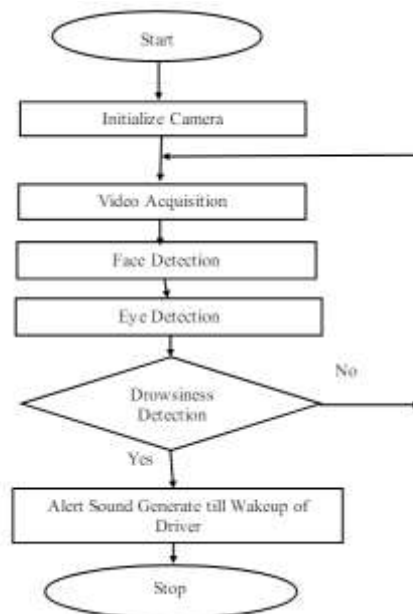 Start
Initialize Camera
Video Acquisition
Face Detection
Eye Detection
Drowsiness
Detection
No
Yes
Alert Sound Generate till Wakeup of
Driver
Stop